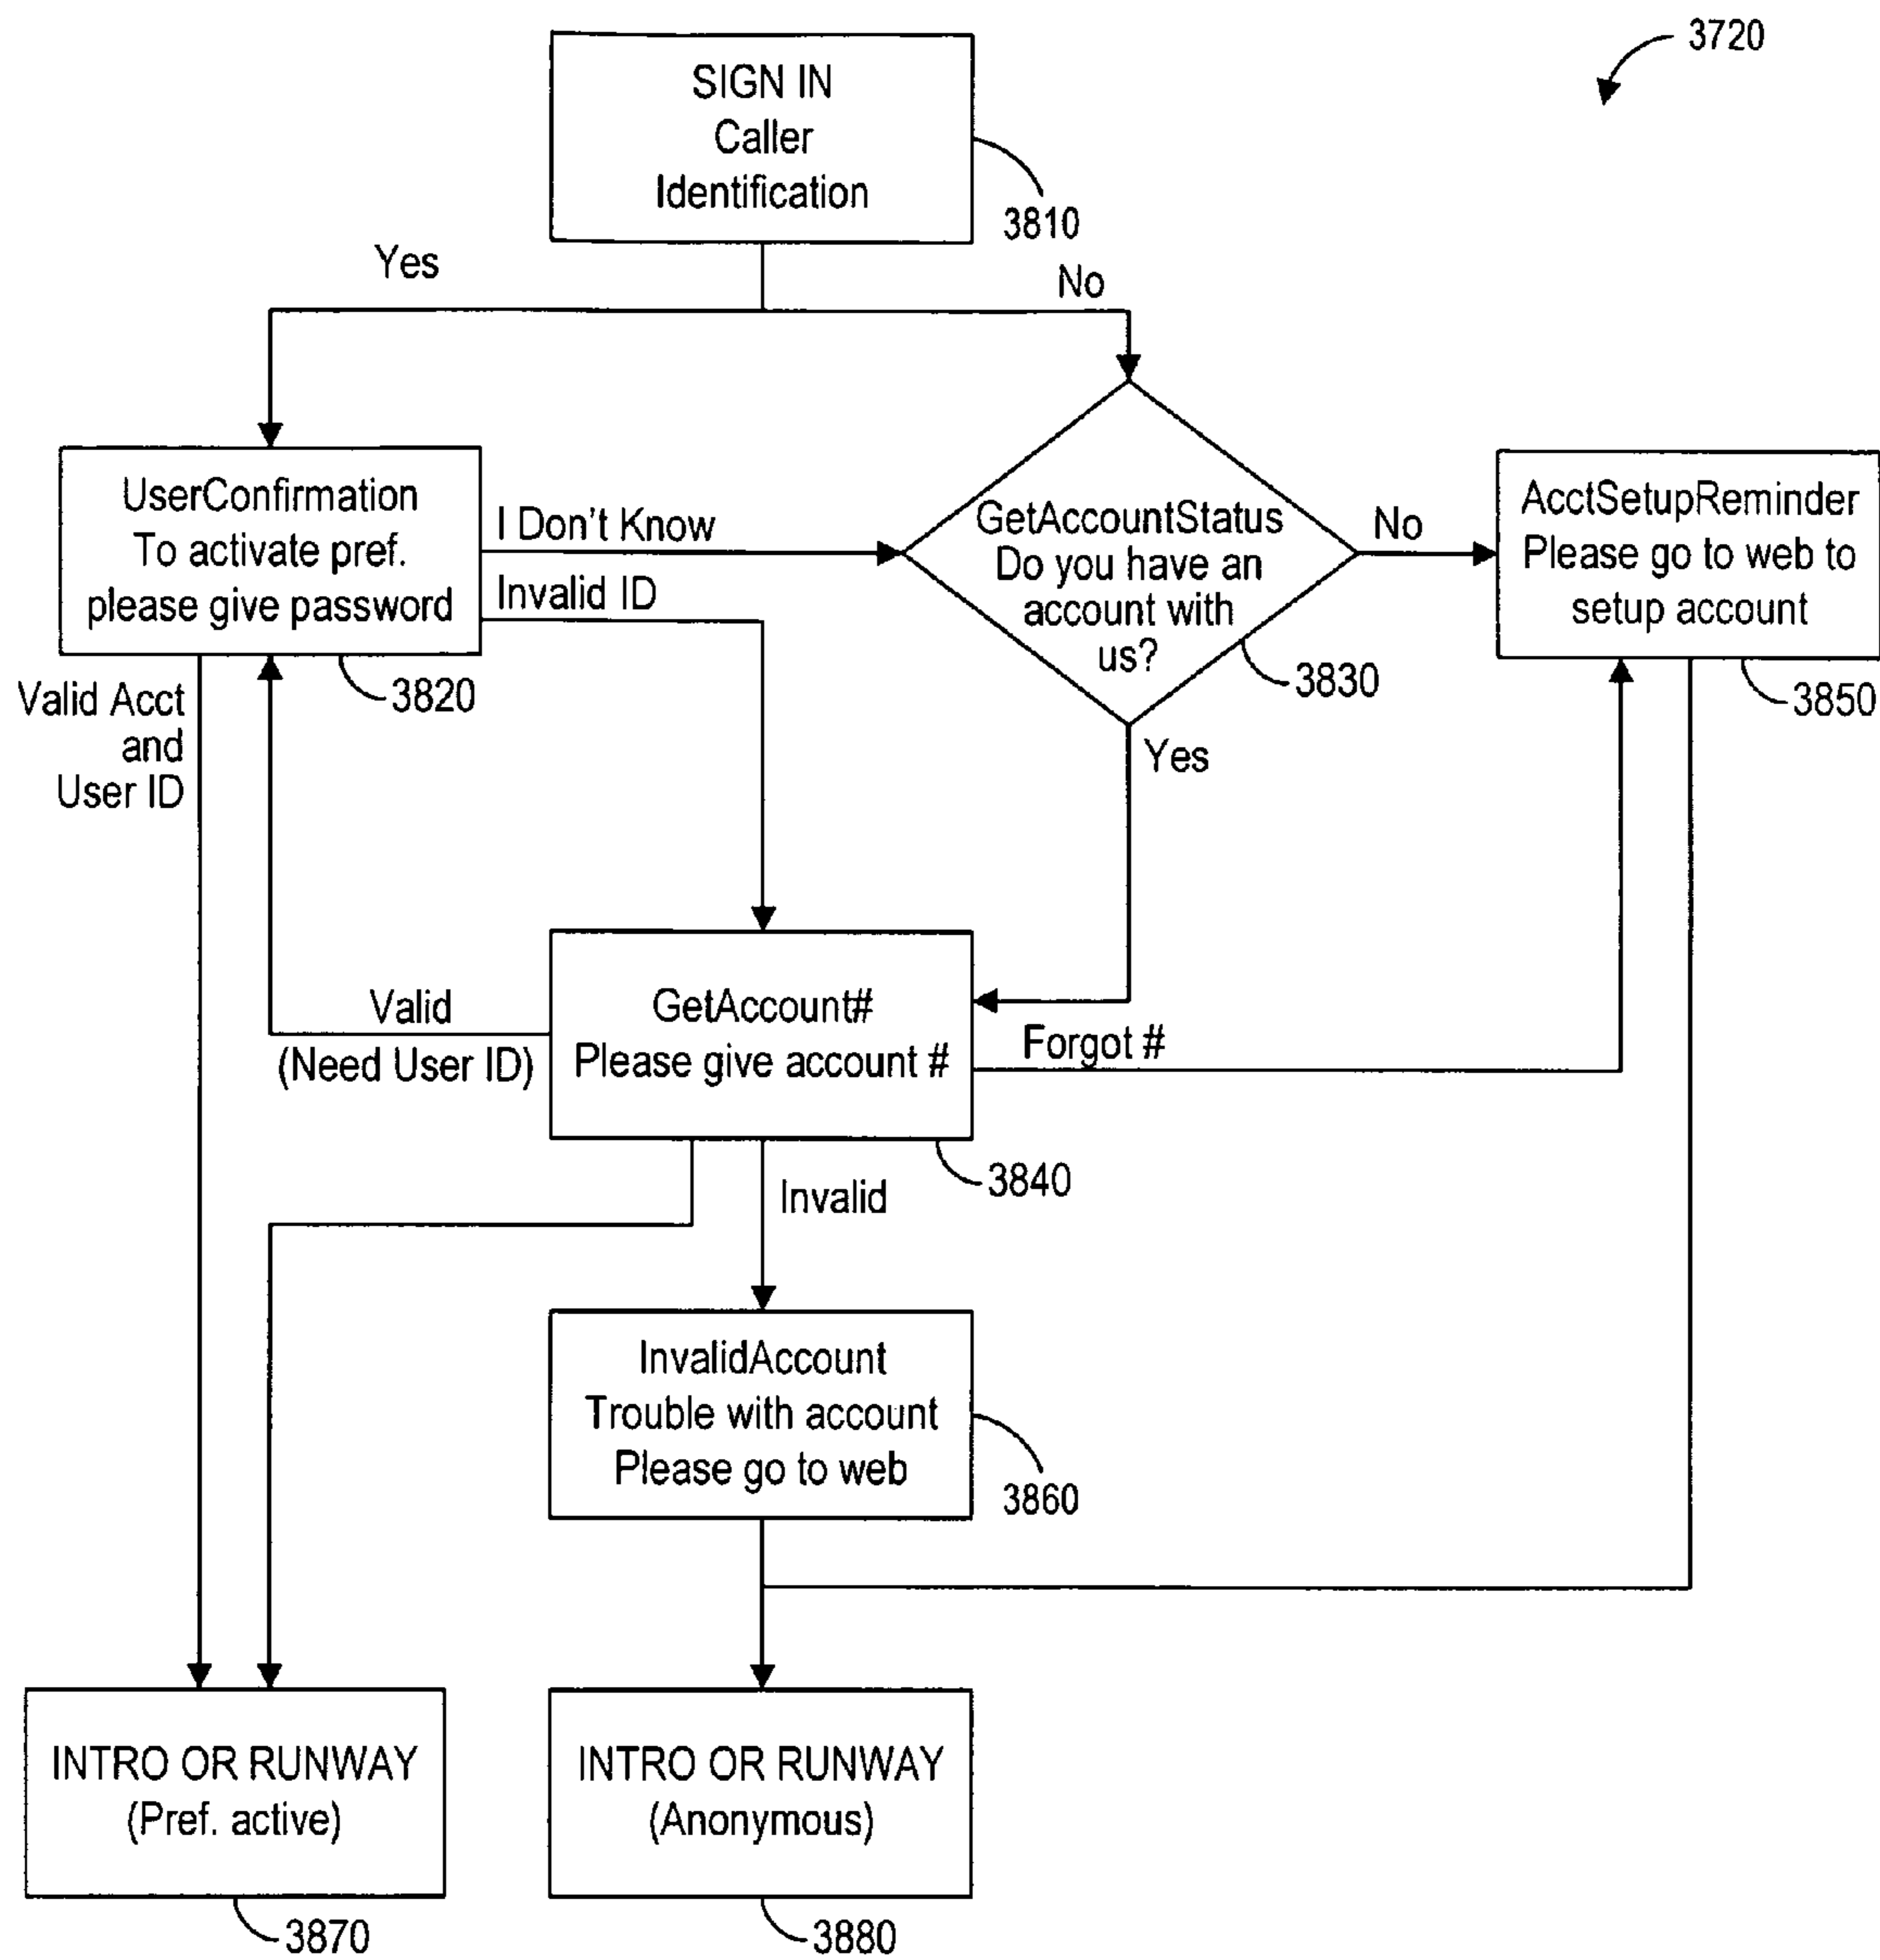 3720
SIGN IN
Caller
Identification
3810
Yes
No
UserConfirmation
To activate pref.
please give password
3820
I Don't Know
Invalid ID
GetAccountStatus
Do you have an
account with
us?
3830
No
AcctSetupReminder
Please go to web to
setup account
3850
Valid Acct
and
User ID
Yes
Valid
(Need User ID)
GetAccount#
Please give account #
3840
Forgot #
Invalid
InvalidAccount
Trouble with account
Please go to web
3860
INTRO OR RUNWAY
(Pref. active)
3870
INTRO OR RUNWAY
(Anonymous)
3880